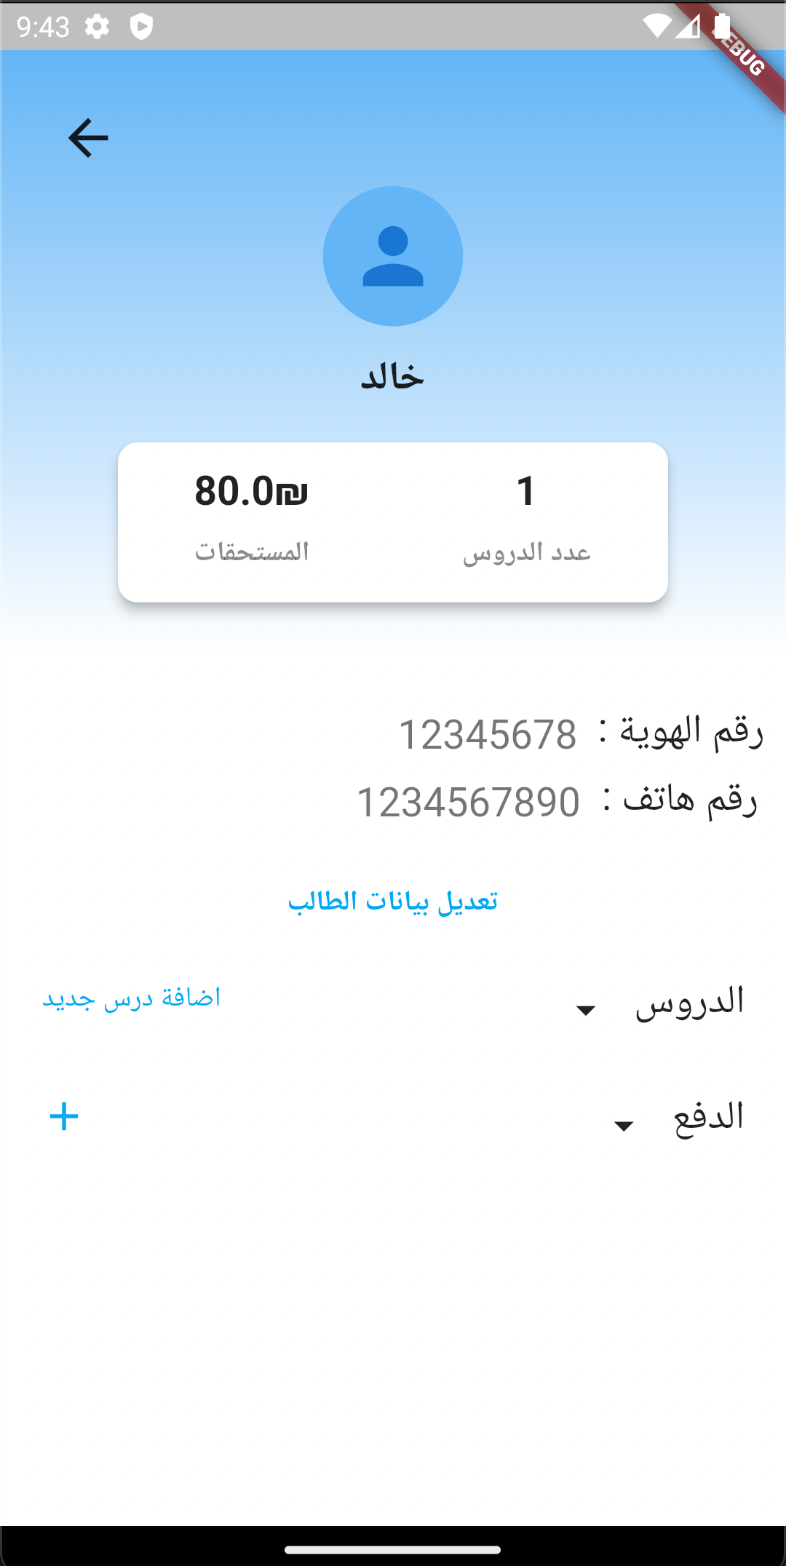 9:43
DEBUG
خالد
1
₪80.0
عدد الدروس
المستحقات
رقم الهوية : 12345678
رقم هاتف : 1234567890
تعديل بيانات الطالب
الدروس
اضافة درس جديد
الدفع